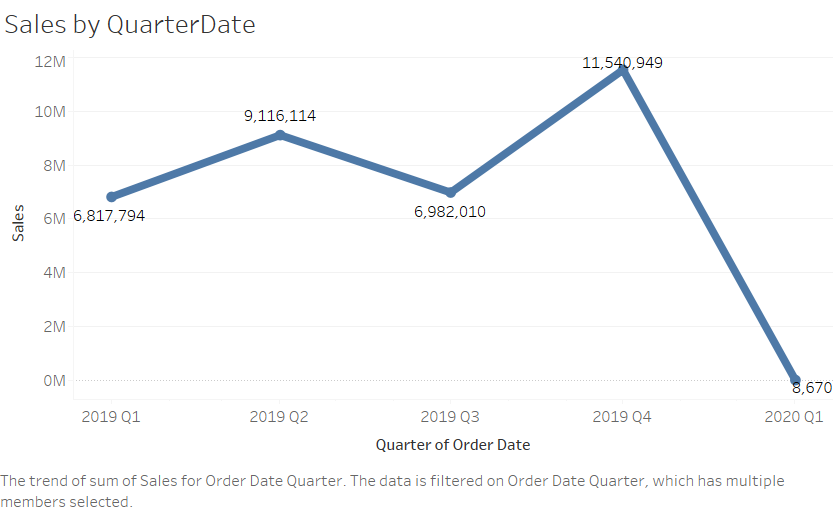 Sales by QuarterDate
12M
10M
8M
6M
4M
2M
0M
Sales
6,817,794
9,116,114
6,982,010
11,540,949
8,670
2019 Q1
2019 Q2
2019 Q3
2019 Q4
2020 Q1
Quarter of Order Date
The trend of sum of Sales for Order Date Quarter. The data is filtered on Order Date Quarter, which has multiple
members selected.